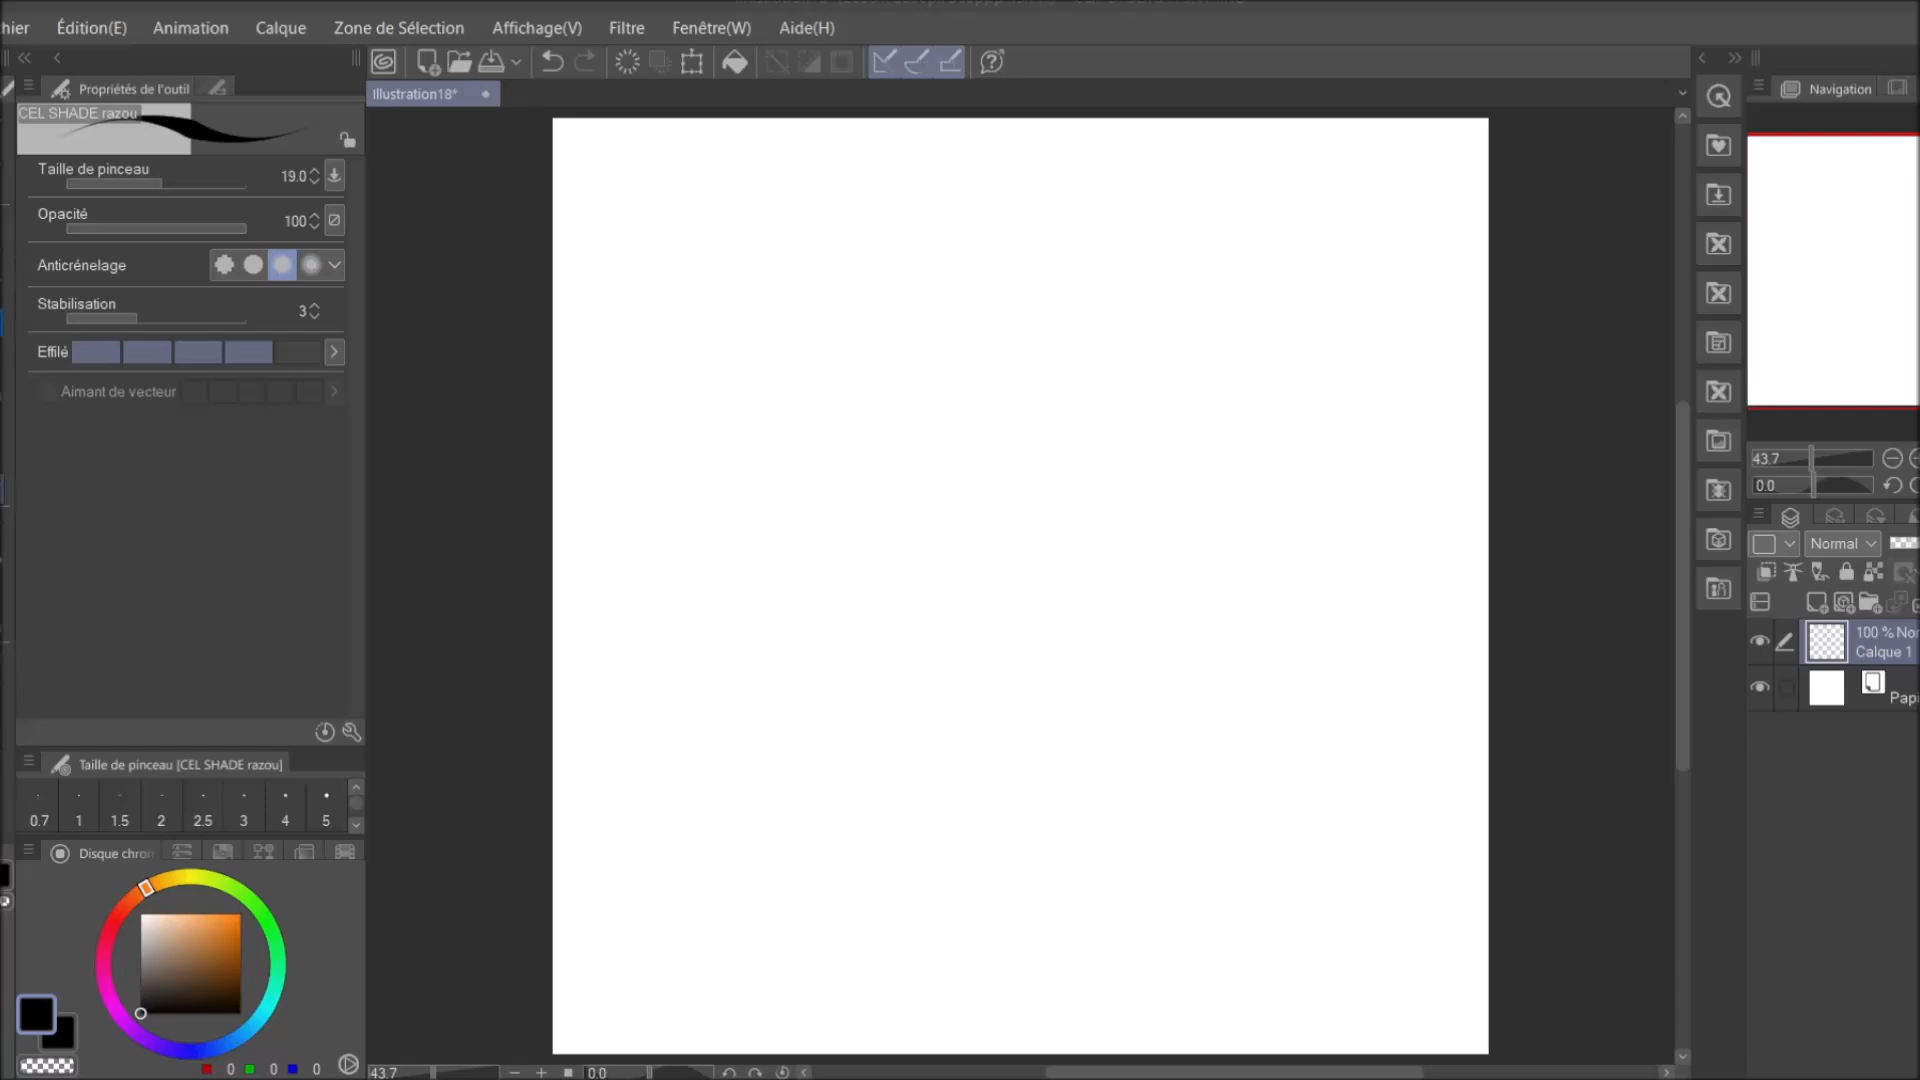 hier Édition(E) Animation Calque Zone de Sélection Affichage(V) Filtre Fenêtre(W) Aide(H)
Propriétés de l'outil
Illustration18*
Navigation
CEL SHADE razou
Taille de pinceau 19.0
Opacité 100
Anticrénelage
Stabilisation 3
Effilé
Aimant de vecteur
43.7
0.0
Normal
100 % Nor
Calque 1
Papi
Taille de pinceau [CEL SHADE razou]
0.7 1 1.5 2 2.5 3 4 5
Disque chron
0 0 0
43.7 0.0